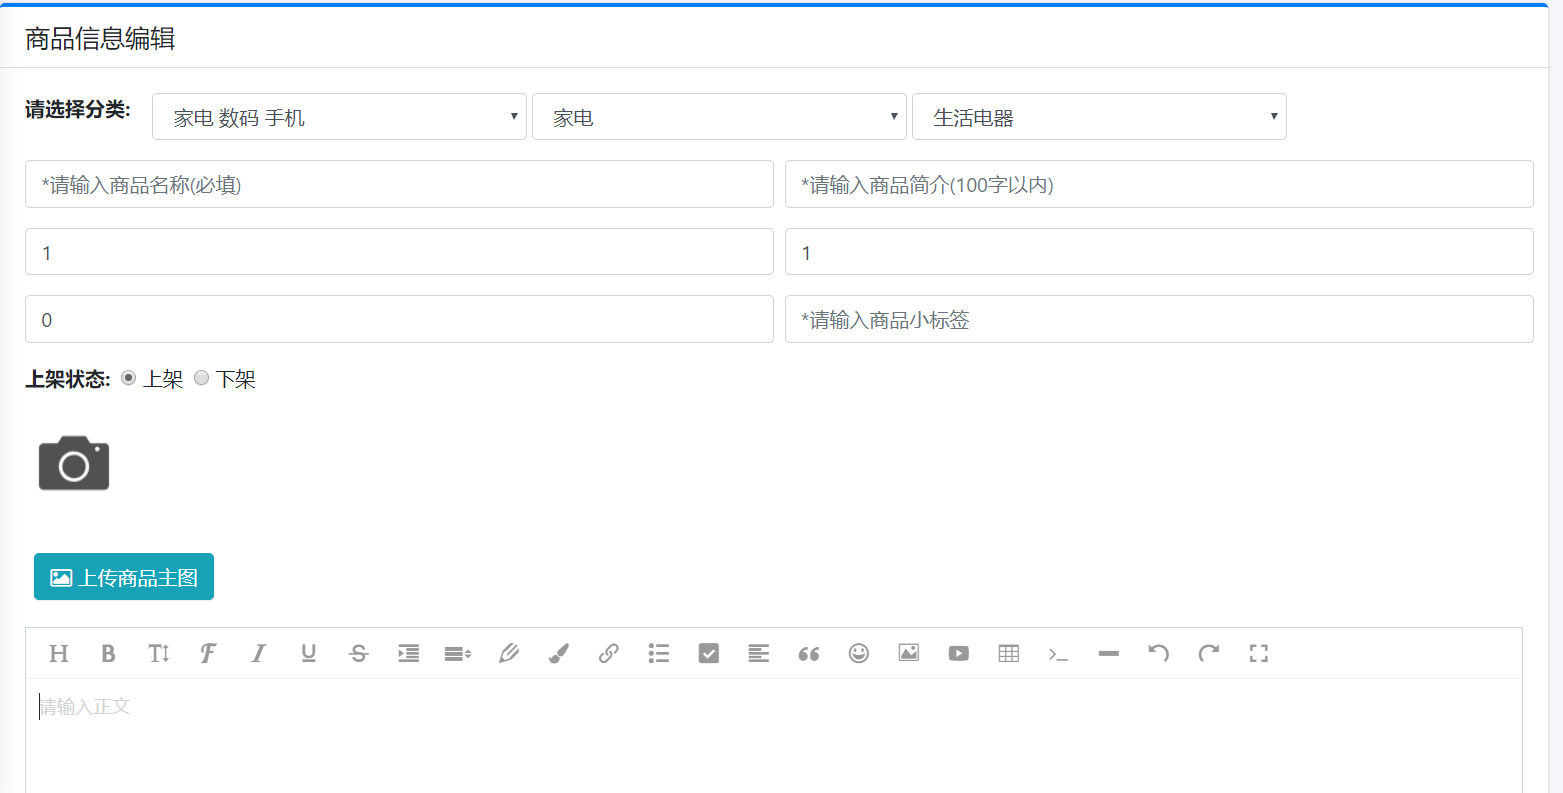 商品信息编辑
请选择分类: 家电 数码 手机 家电 生活电器
*请输入商品名称(必填) *请输入商品简介(100字以内)
1 1
0 *请输入商品小标签
上架状态: 上架 下架
上传商品主图
H B T F I U S
请输入正文